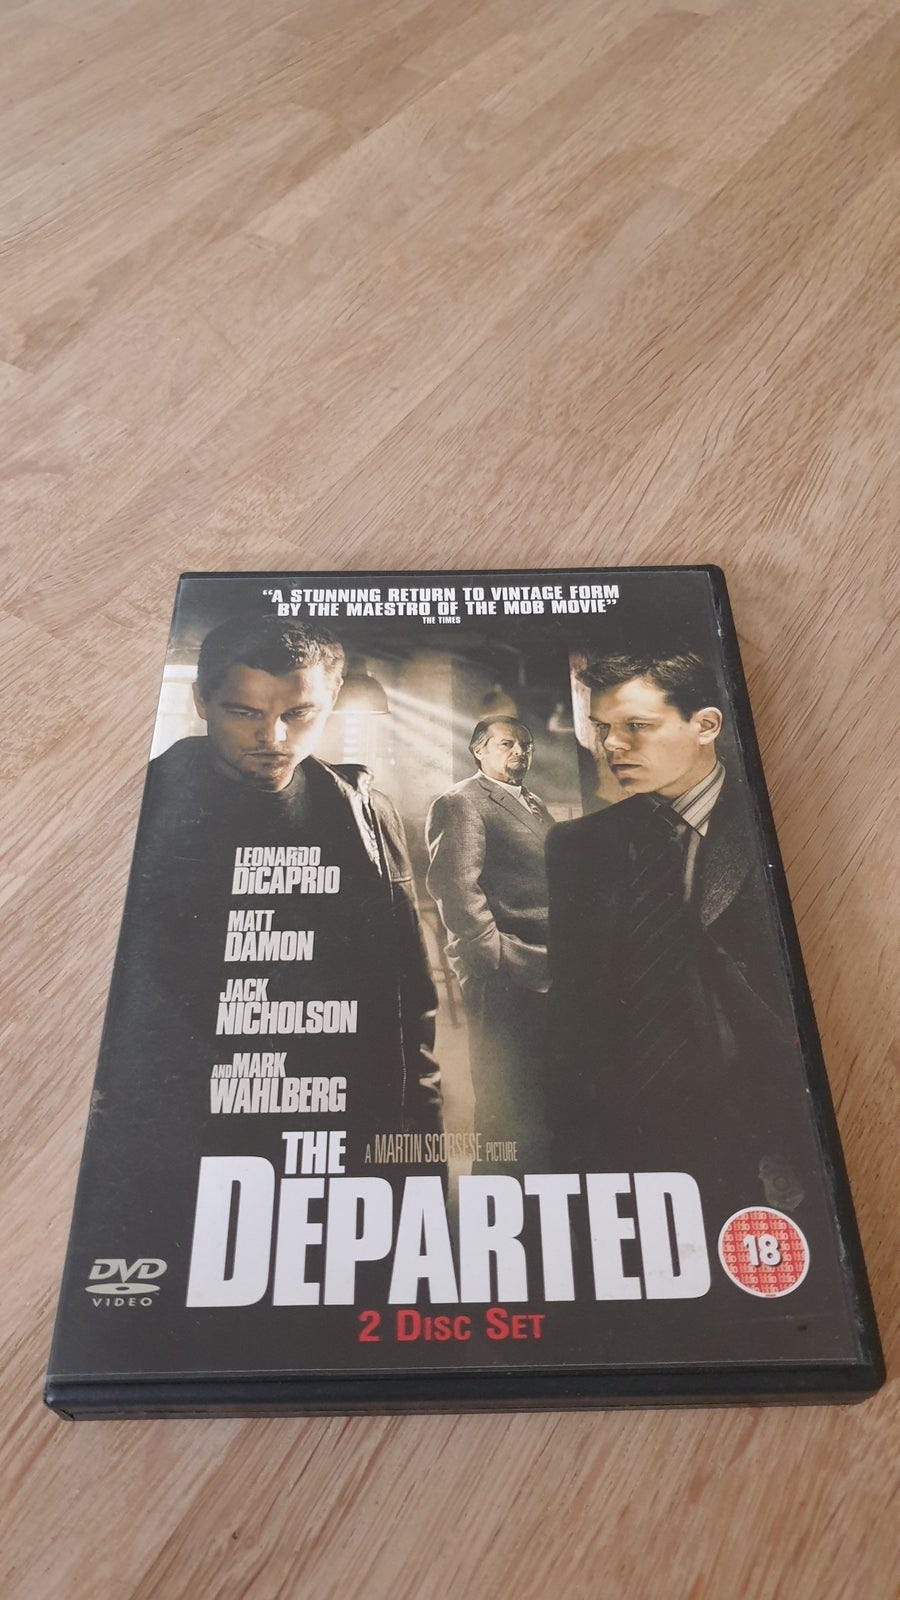 “A STUNNING RETURN TO VINTAGE FORM
BY THE MAESTRO OF THE MOB MOVIE”
THE TIMES
LEONARDO
DiCAPRIO
MATT
DAMON
JACK
NICHOLSON
AND MARK
WAHLBERG
THE
A MARTIN SCORSESE PICTURE
DEPARTED
2 DISC SET
DVD
VIDEO
18